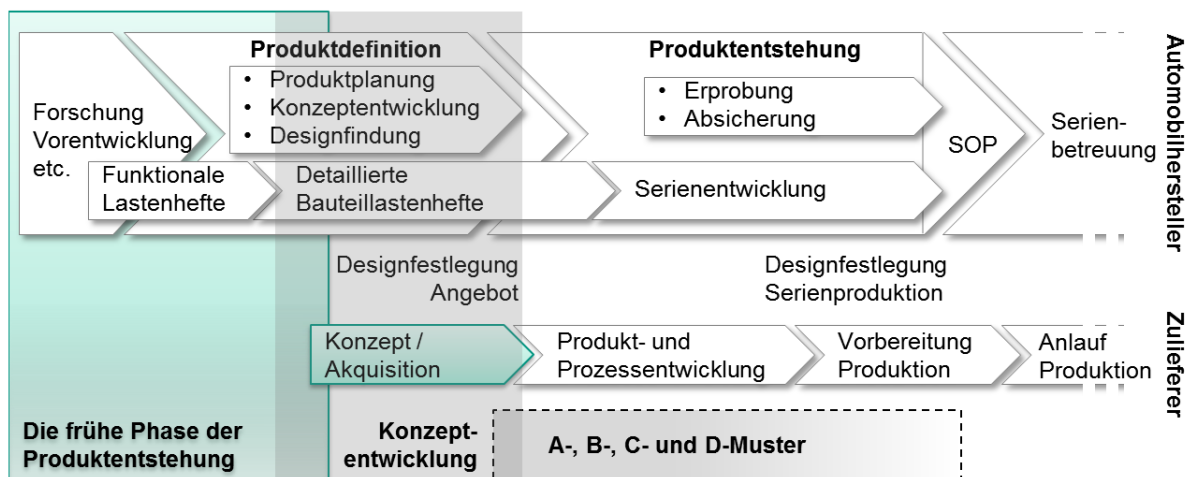 Produktdefinition
• Produktplanung
• Konzeptentwicklung
• Designfindung
Produktentstehung
• Erprobung
• Absicherung
Forschung
Vorentwicklung
etc.
Funktionale
Lastenhefte
Detaillierte
Bauteillastenhefte
Serienentwicklung
SOP
Serien-
betreuung
Automobilhersteller
Designfestlegung
Angebot
Designfestlegung
Serienproduktion
Konzept /
Akquisition
Produkt- und
Prozessentwicklung
Vorbereitung
Produktion
Anlauf
Produktion
Zulieferer
Die frühe Phase der
Produktentstehung
Konzept-
entwicklung
A-, B-, C- und D-Muster